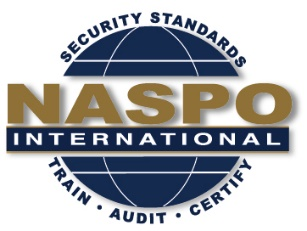 SECURITY STANDARDS
NASPO
INTERNATIONAL
TRAIN • AUDIT • CERTIFY